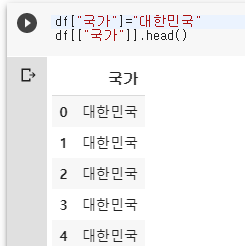 df["국가"]="대한민국"
df[["국가"]].head()
국가
0 대한민국
1 대한민국
2 대한민국
3 대한민국
4 대한민국